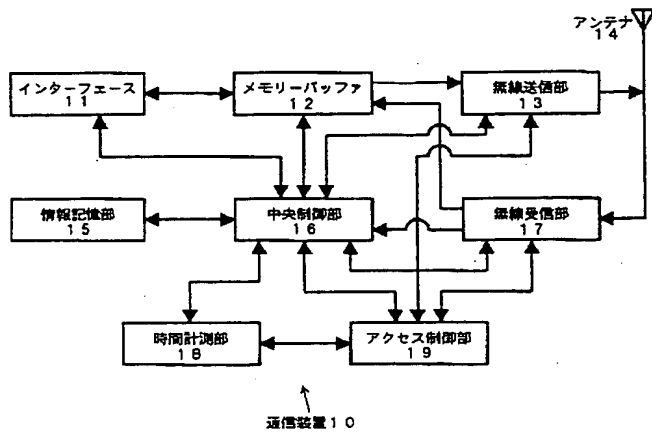 アンテナ
14
インターフェース
11
メモリーバッファ
12
無線送信部
13
情報記憶部
15
中央制御部
16
無線受信部
17
時間計測部
18
アクセス制御部
19
通信装置10